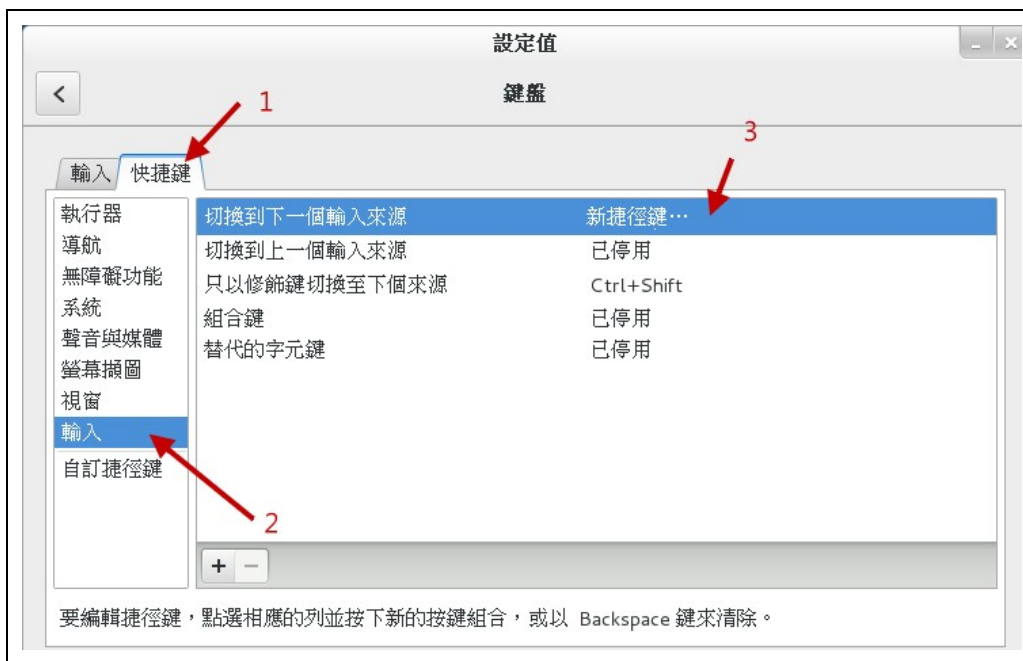 設定值
鍵盤
1
3
輸入 快捷鍵
執行器
導航
無障礙功能
系統
聲音與媒體
螢幕擷圖
視窗
輸入
自訂捷徑鍵
切換到下一個輸入來源 新捷徑鍵…
切換到上一個輸入來源 已停用
只以修飾鍵切換至下個來源 Ctrl+Shift
組合鍵 已停用
替代的字元鍵 已停用
2
要編輯捷徑鍵,點選相應的列並按下新的按鍵組合,或以 Backspace 鍵來清除。